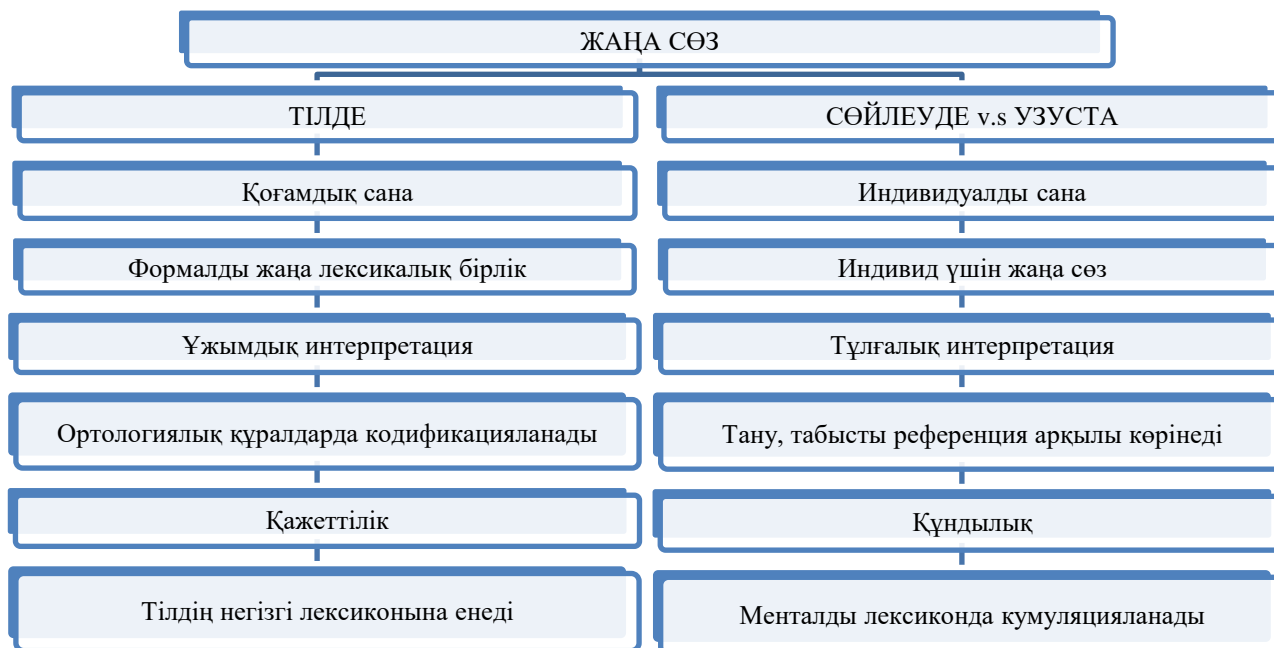 ЖАҢА СӨЗ
ТІЛДЕ
СӨЙЛЕУДЕ v.s УЗУСТА
Қоғамдық сана
Индивидуалды сана
Формалды жаңа лексикалық бірлік
Индивид үшін жаңа сөз
Ұжымдық интерпретация
Тұлғалық интерпретация
Ортологиялық құралдарда кодификацияланады
Тану, табысты референция арқылы көрінеді
Қажеттілік
Құндылық
Тілдің негізгі лексиконына енеді
Менталды лексиконда кумуляцияланады